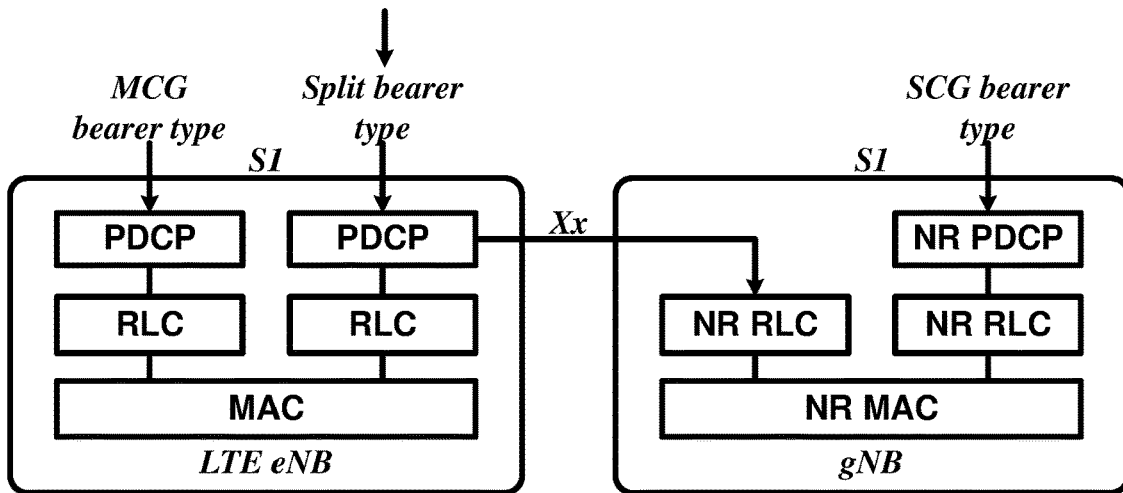 MCG
bearer type
Split bearer
type
SCG bearer
type
S1
S1
PDCP
PDCP
Xx
NR PDCP
RLC
RLC
NR RLC
NR RLC
MAC
NR MAC
LTE eNB
gNB